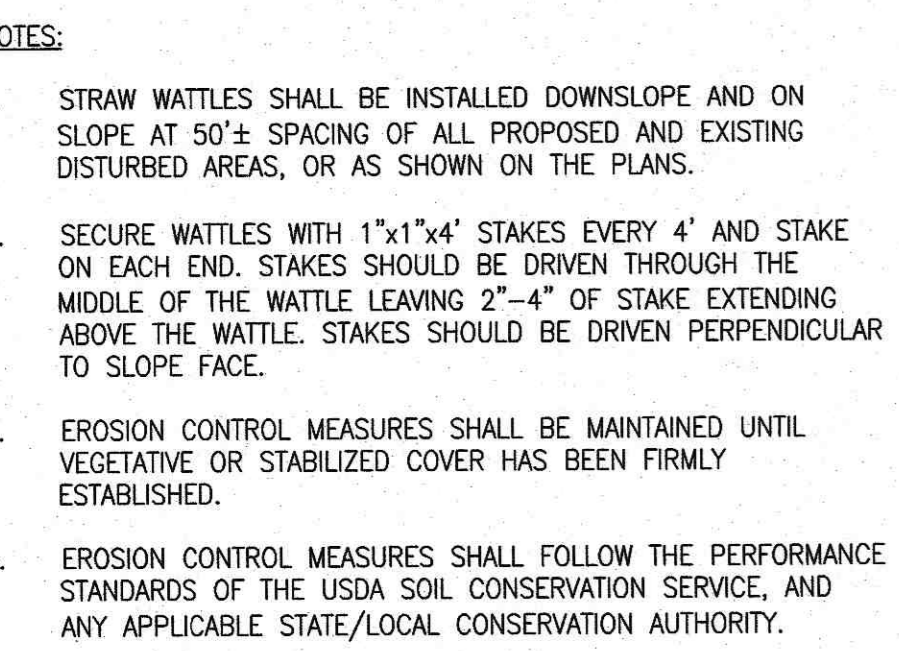 OTES:
STRAW WATTLES SHALL BE INSTALLED DOWNSLOPE AND ON
SLOPE AT 50'± SPACING OF ALL PROPOSED AND EXISTING
DISTURBED AREAS, OR AS SHOWN ON THE PLANS.
. SECURE WATTLES WITH 1"x1"x4' STAKES EVERY 4' AND STAKE
ON EACH END. STAKES SHOULD BE DRIVEN THROUGH THE
MIDDLE OF THE WATTLE LEAVING 2"–4" OF STAKE EXTENDING
ABOVE THE WATTLE. STAKES SHOULD BE DRIVEN PERPENDICULAR
TO SLOPE FACE.
. EROSION CONTROL MEASURES SHALL BE MAINTAINED UNTIL
VEGETATIVE OR STABILIZED COVER HAS BEEN FIRMLY
ESTABLISHED.
. EROSION CONTROL MEASURES SHALL FOLLOW THE PERFORMANCE
STANDARDS OF THE USDA SOIL CONSERVATION SERVICE, AND
ANY APPLICABLE STATE/LOCAL CONSERVATION AUTHORITY.